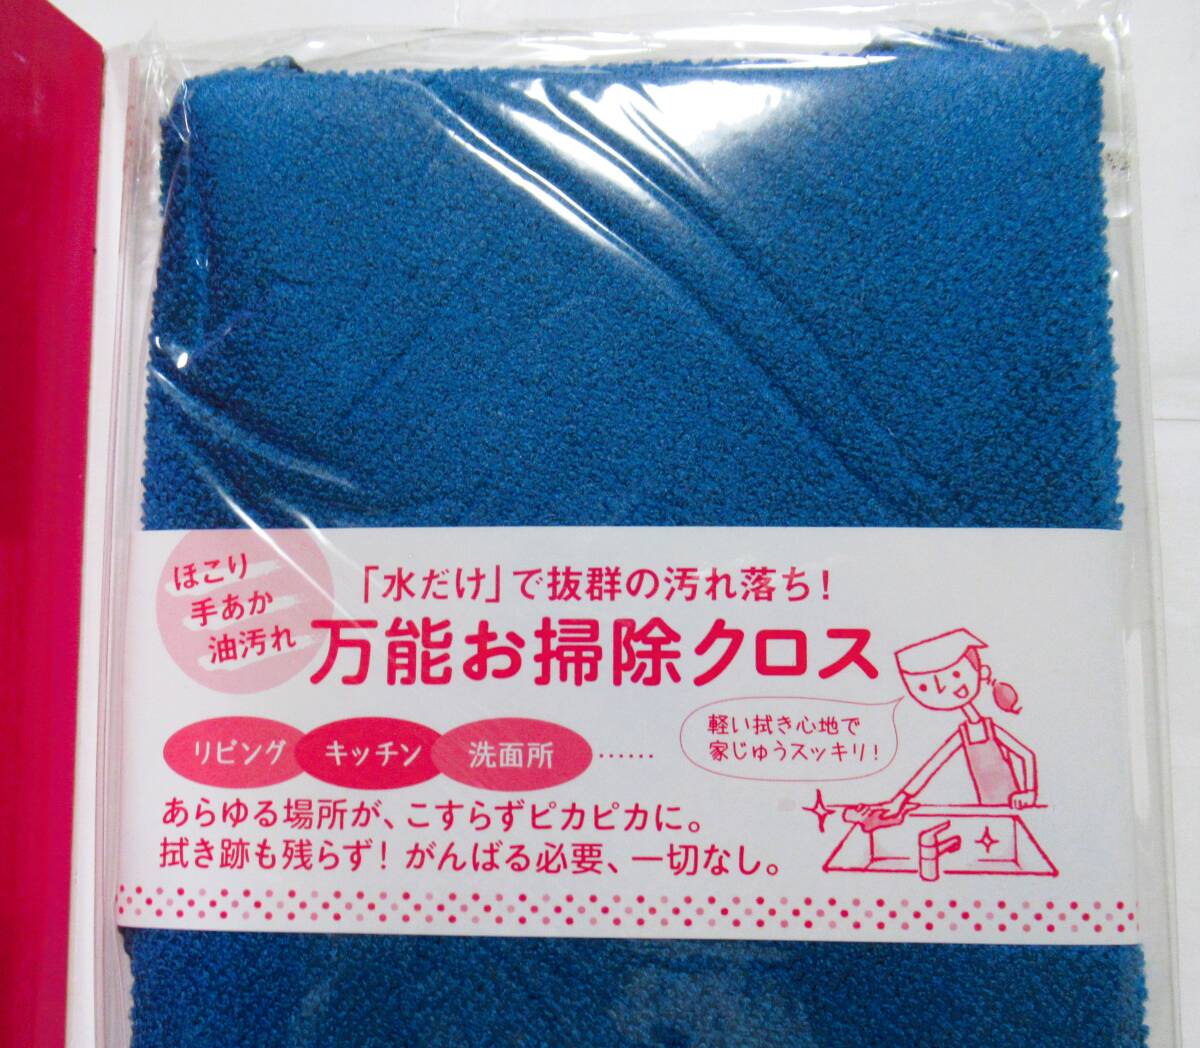 ほこり
手あか
油汚れ
「水だけ」で抜群の汚れ落ち!
万能お掃除クロス
リビング キッチン 洗面所 ……
軽い拭き心地で
家じゅうスッキリ!
あらゆる場所が、こすらずピカピカに。
拭き跡も残らず! がんばる必要、一切なし。